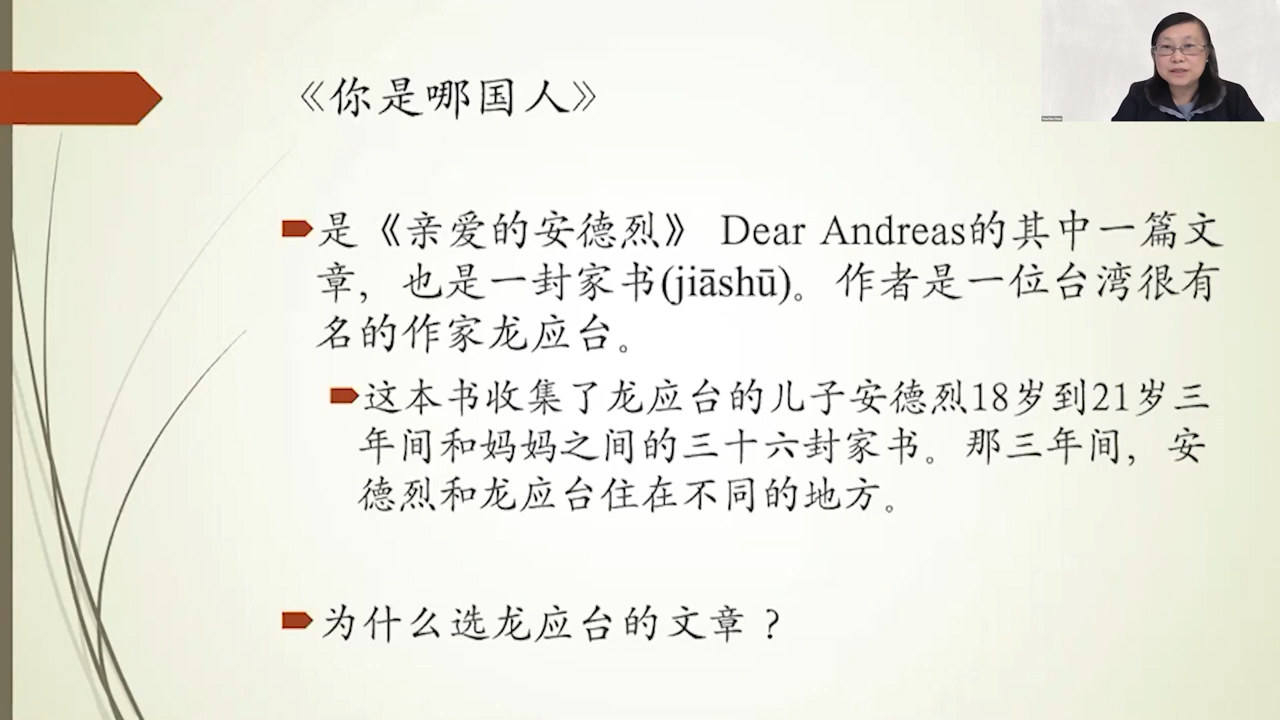 《你是哪国人》
是《亲爱的安德烈》 Dear Andreas的其中一篇文
章，也是一封家书(jiāshū)。作者是一位台湾很有
名的作家龙应台。
这本书收集了龙应台的儿子安德烈18岁到21岁三
年间和妈妈之间的三十六封家书。那三年间，安
德烈和龙应台住在不同的地方。
为什么选龙应台的文章？